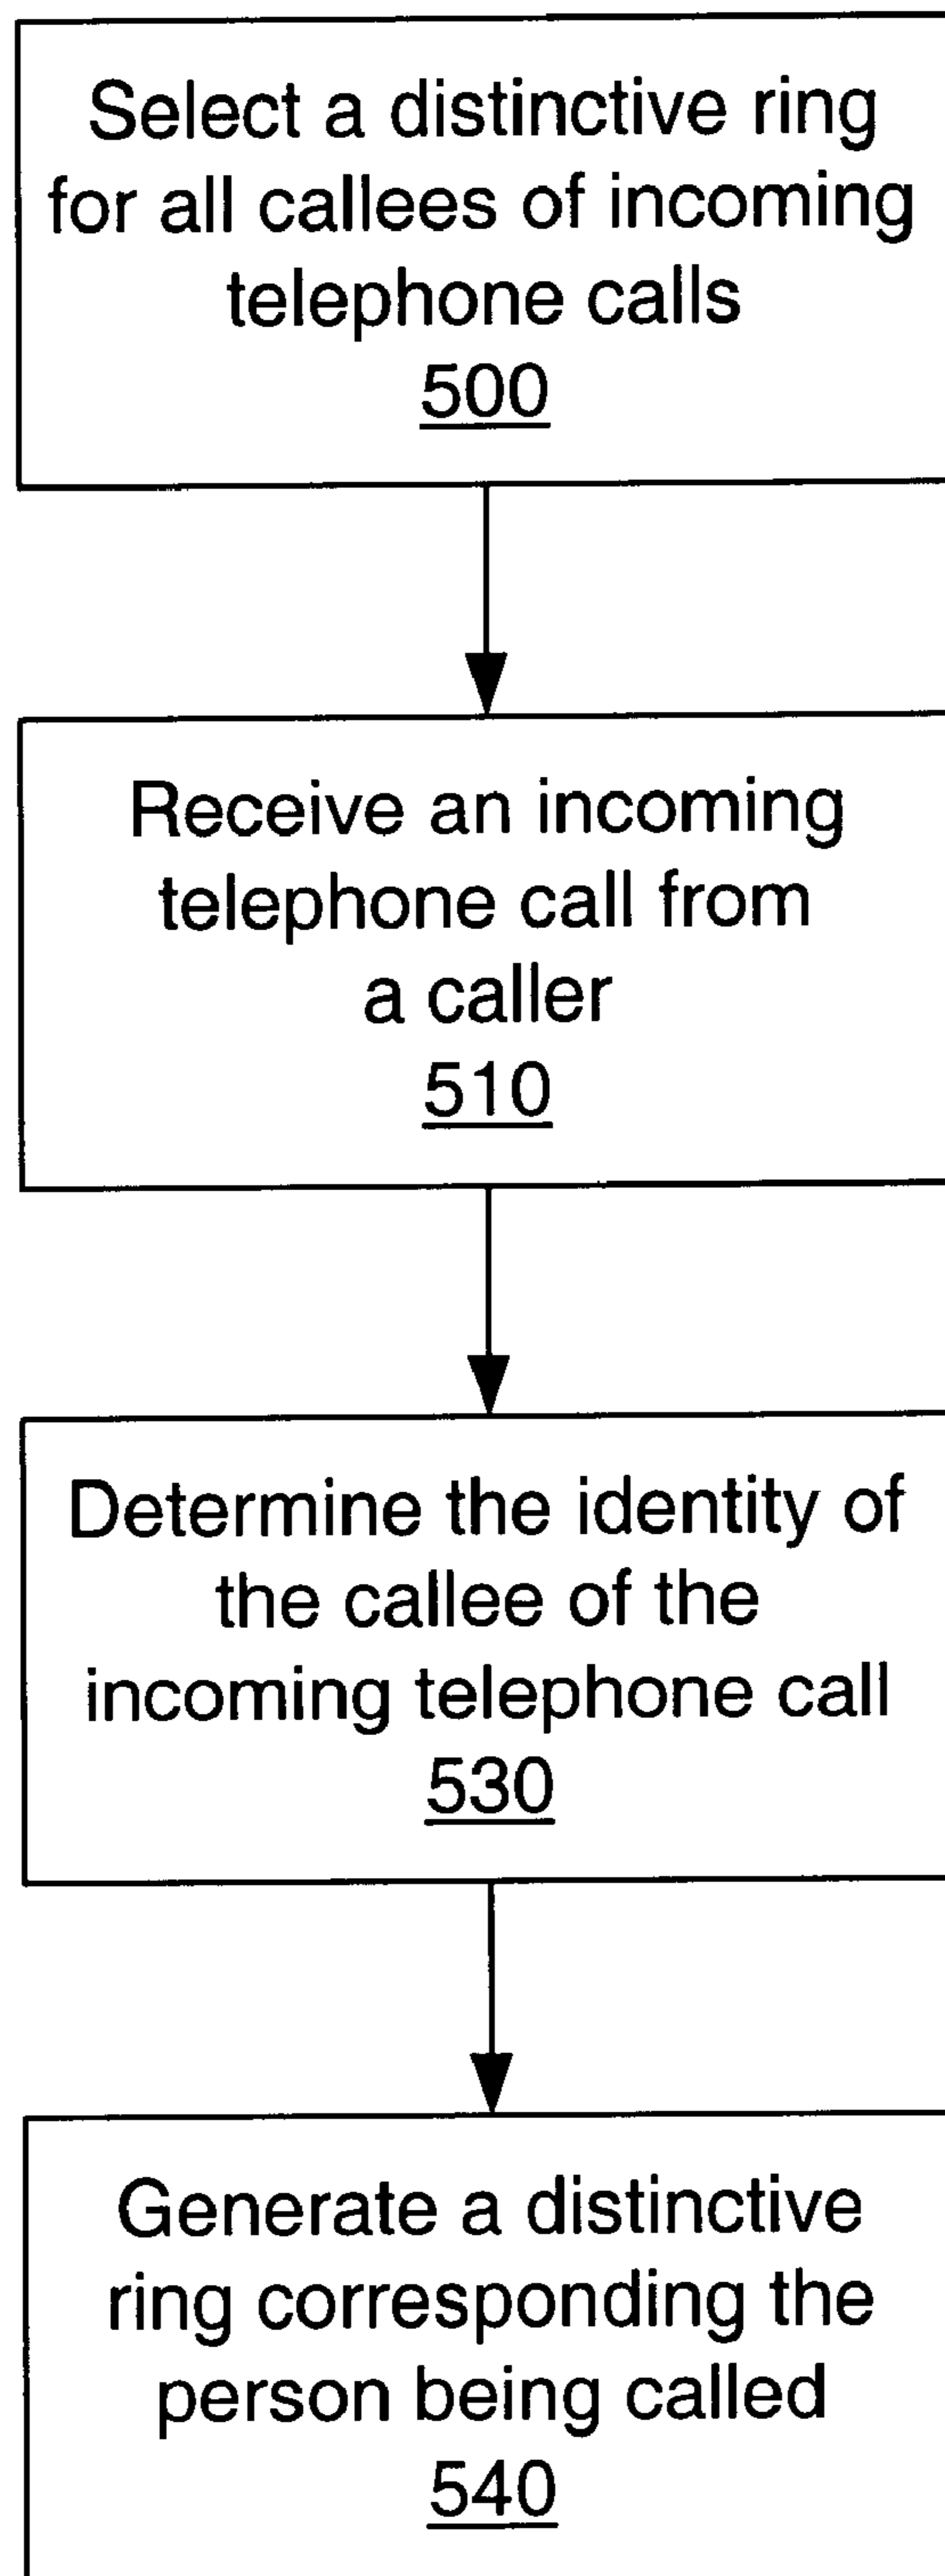 Select a distinctive ring
for all callees of incoming
telephone calls
500
Receive an incoming
telephone call from
a caller
510
Determine the identity of
the callee of the
incoming telephone call
530
Generate a distinctive
ring corresponding the
person being called
540